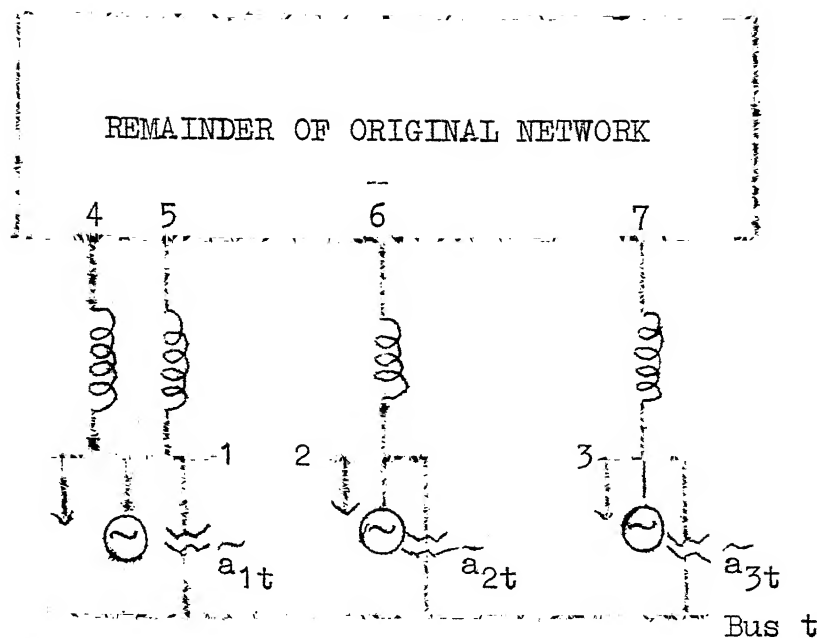 REMAINDER OF ORIGINAL NETWORK
4 5 6 7
1 2 3
ã1t ã2t ã3t
Bus t